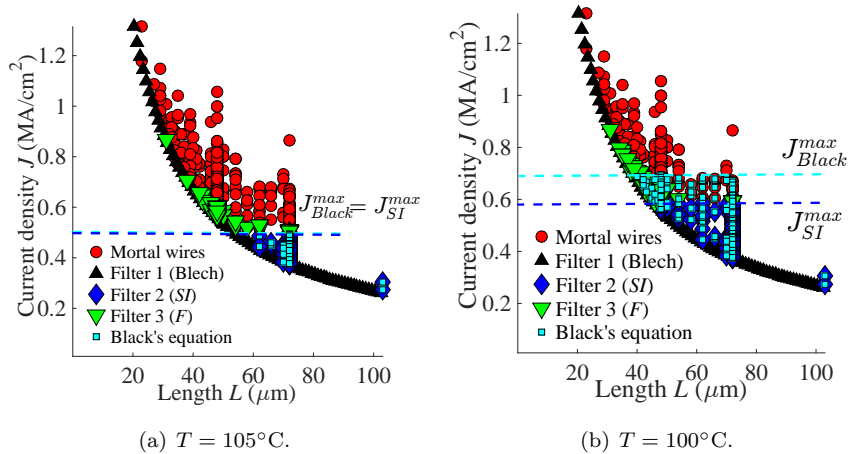 Current density J (MA/cm²)
1.2
1
0.8
0.6
0.4
0.2
J^{max}_{Black} = J^{max}_{SI}
Mortal wires
Filter 1 (Blech)
Filter 2 (SI)
Filter 3 (F)
Black's equation
20 40 60 80 100
Length L (μm)
(a) T = 105°C.
Current density J (MA/cm²)
1.2
1
0.8
0.6
0.4
0.2
J^{max}_{Black}
J^{max}_{SI}
Mortal wires
Filter 1 (Blech)
Filter 2 (SI)
Filter 3 (F)
Black's equation
20 40 60 80 100
Length L (μm)
(b) T = 100°C.